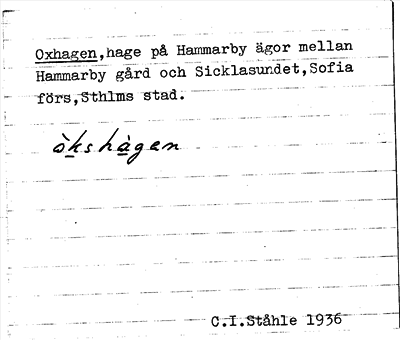 Oxhagen,hage på Hammarby ägor mellan
Hammarby gård och Sicklasundet,Sofia
förs,Sthlms stad.
òkshàgen
C.I.Ståhle 1936